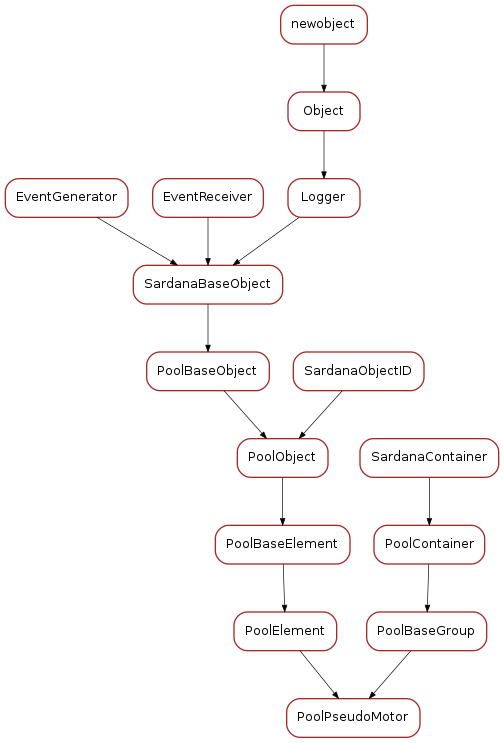 newobject
Object
EventGenerator
EventReceiver
Logger
SardanaBaseObject
PoolBaseObject
SardanaObjectID
PoolObject
SardanaContainer
PoolBaseElement
PoolContainer
PoolElement
PoolBaseGroup
PoolPseudoMotor